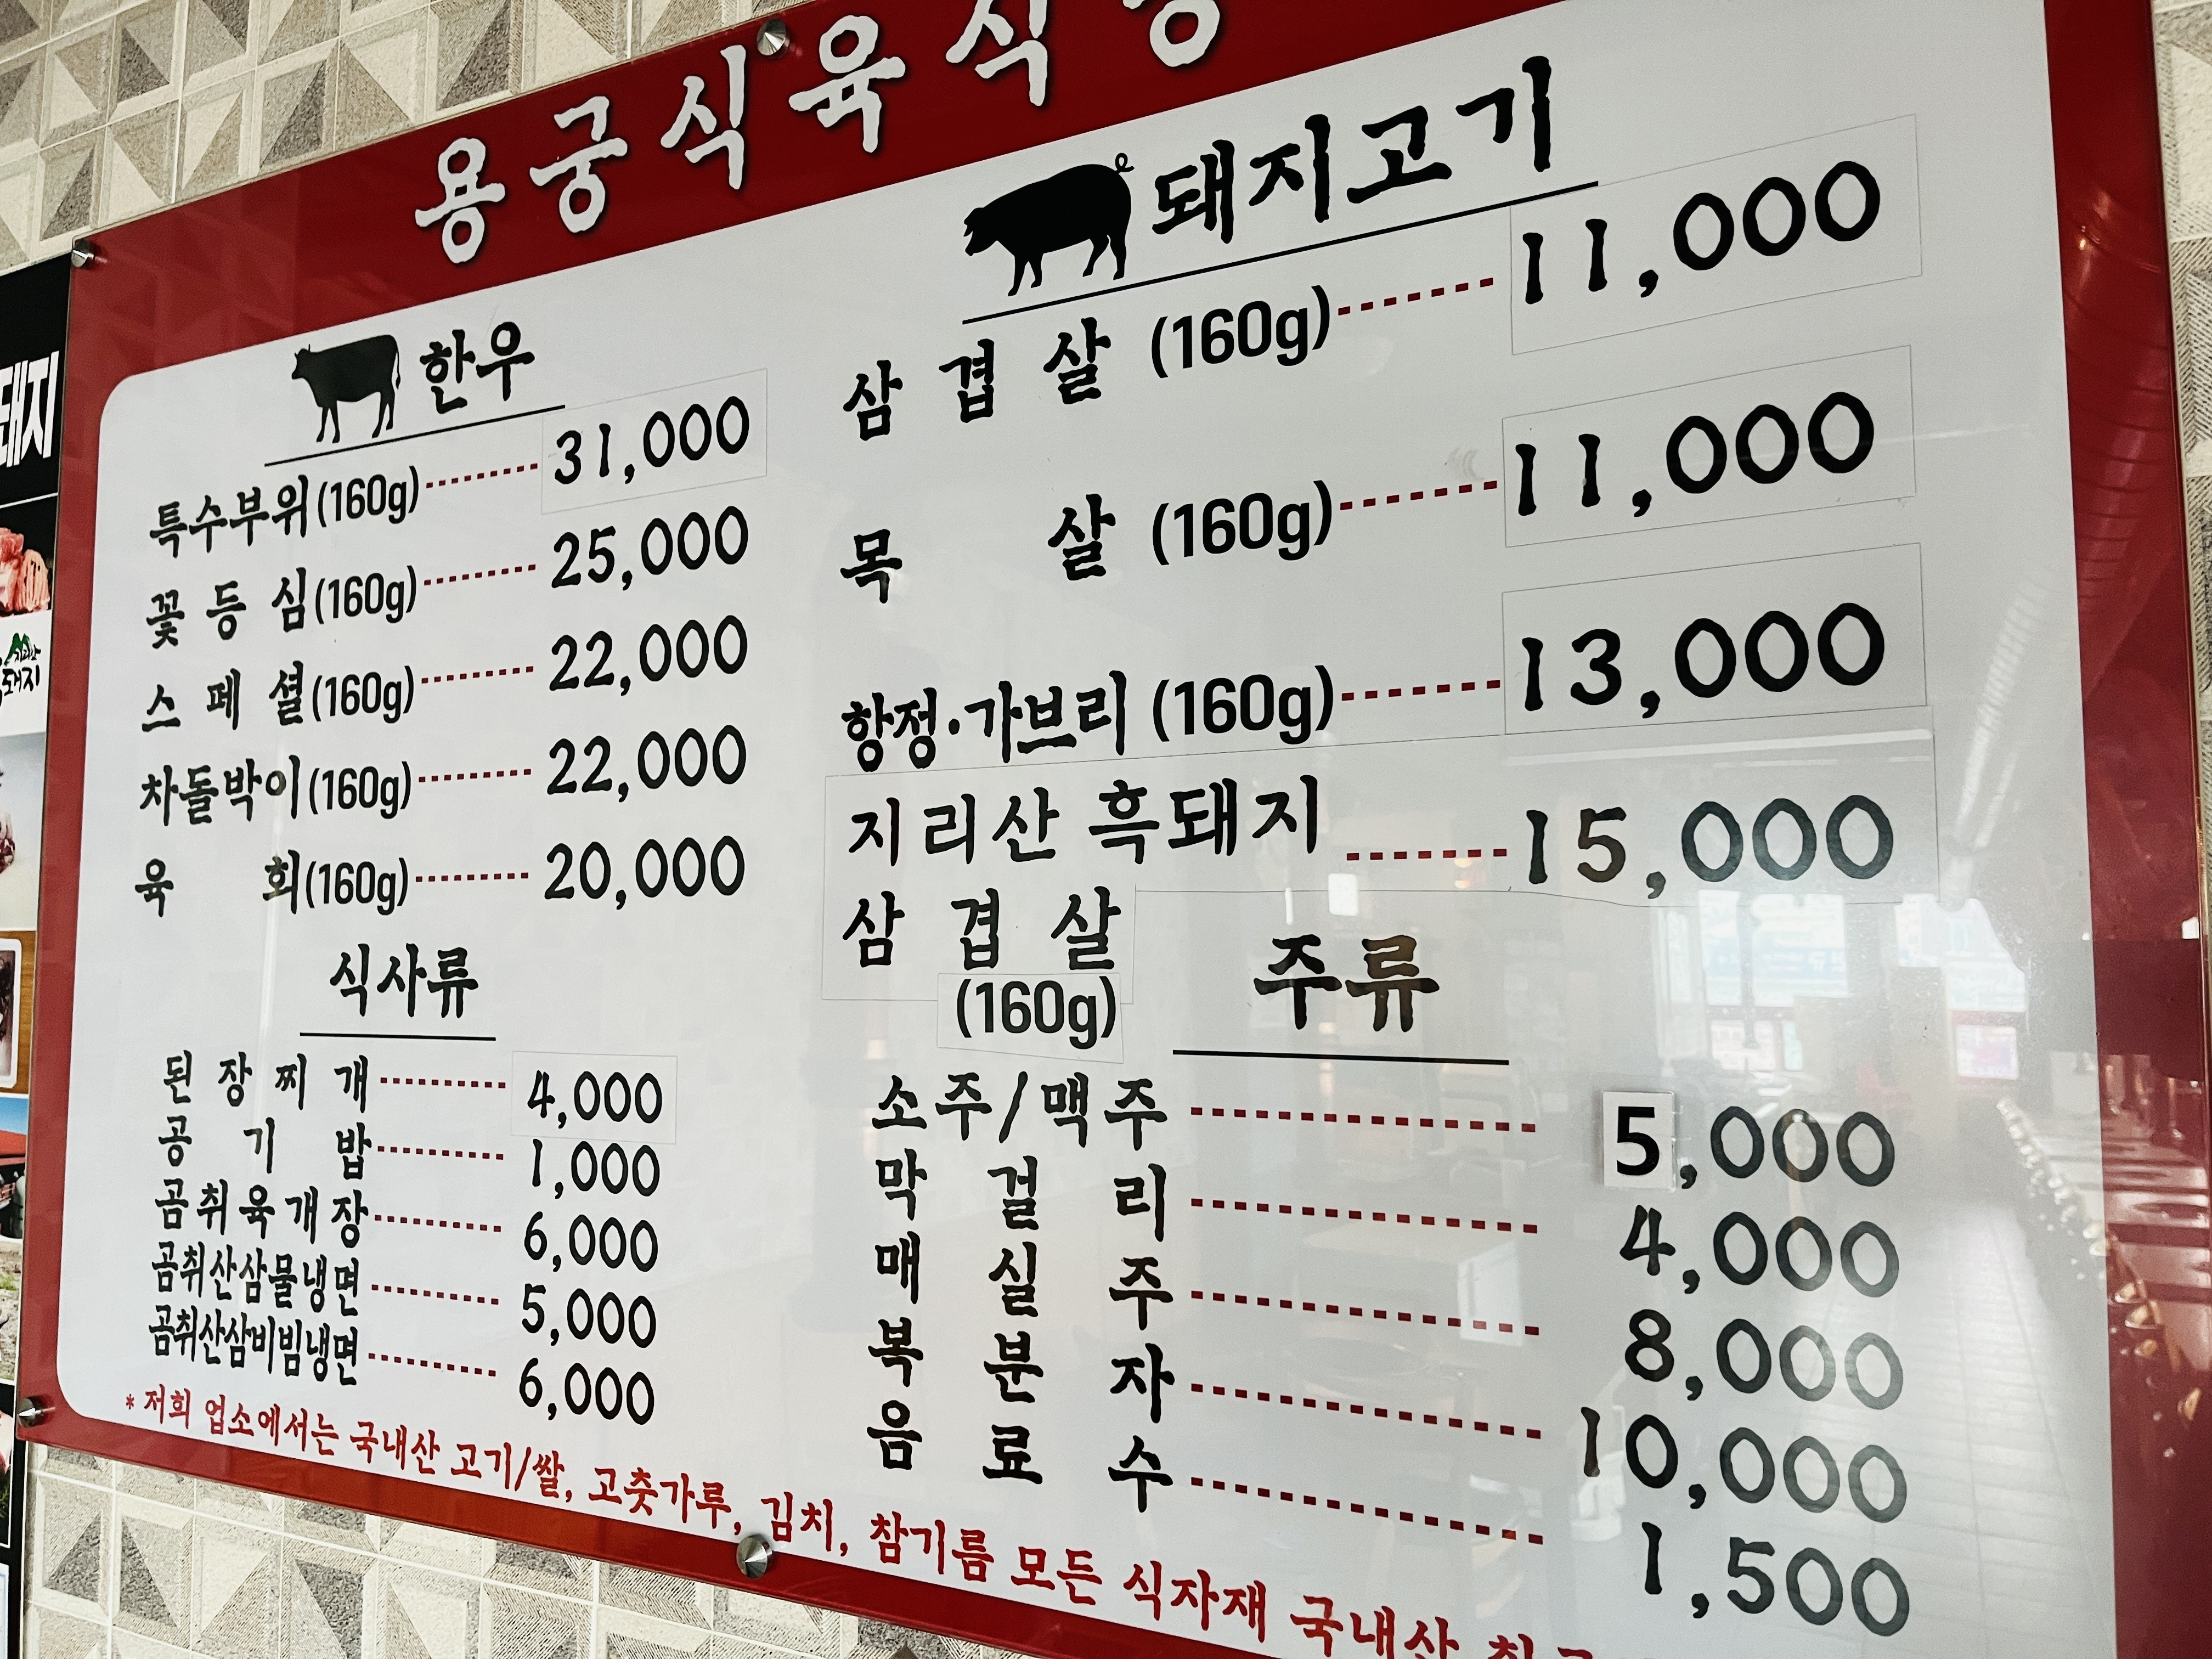 용궁식육식당
한우
특수부위(160g) 31,000
꽃등심(160g) 25,000
스페셜(160g) 22,000
차돌박이(160g) 22,000
육회(160g) 20,000
식사류
된장찌개 4,000
공기밥 1,000
곰취육개장 6,000
곰취산삼물냉면 5,000
곰취산삼비빔냉면 6,000
돼지고기
삼겹살 (160g) 11,000
목살 (160g) 11,000
항정·가브리 (160g) 13,000
지리산 흑돼지 15,000
삼겹살
(160g)
주류
소주/맥주 5,000
막걸리 4,000
매실주 8,000
복분자 10,000
음료수 1,500
* 저희 업소에서는 국내산 고기/쌀, 고춧가루, 김치, 참기름 모든 식자재 국내산
돼지
지리산
돼지